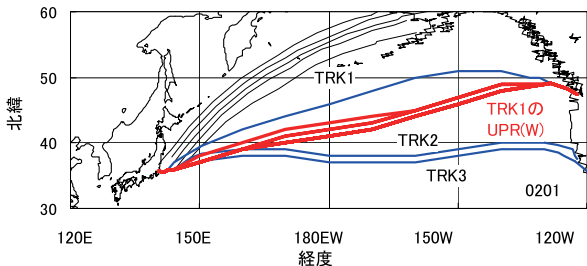 60
50
40
30
北緯
TRK1
TRK1の
UPR(W)
TRK2
TRK3
0201
120E
150E
180EW
150W
120W
経度